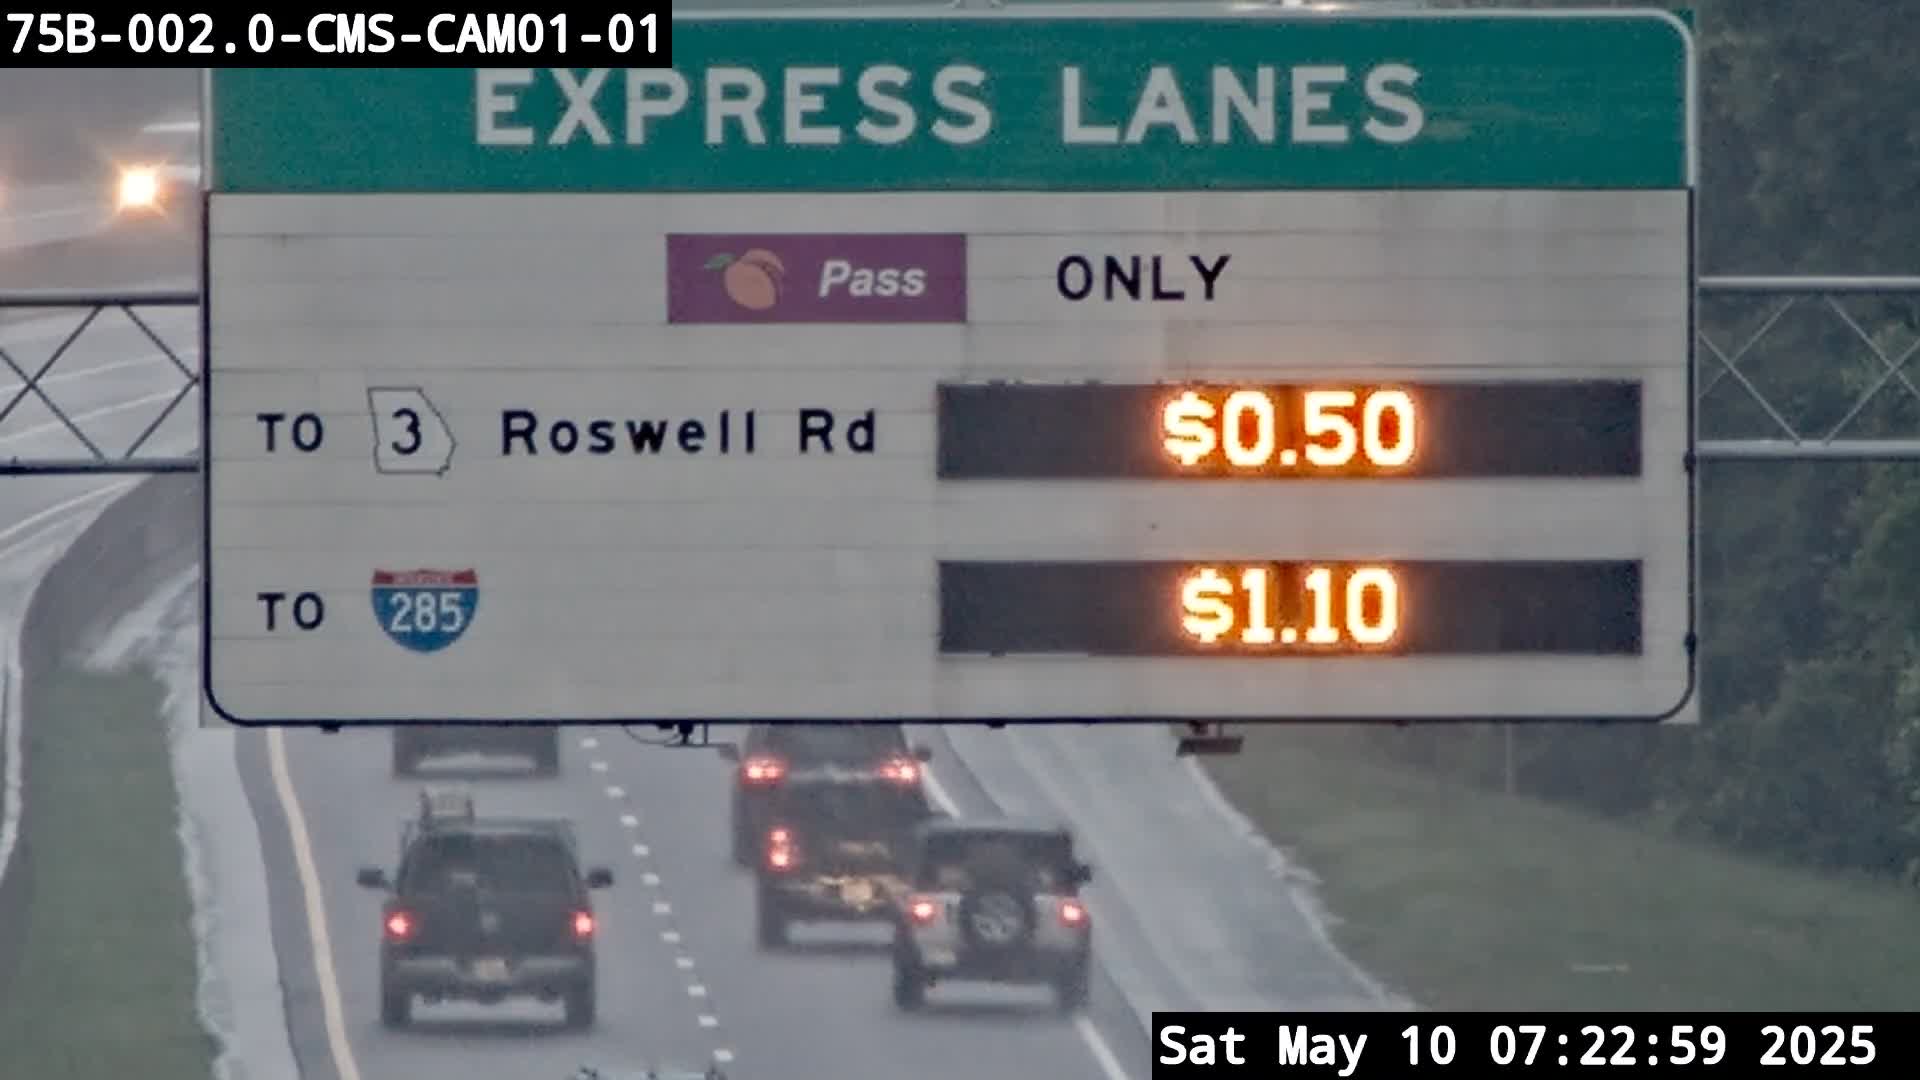 75B-002.0-CMS-CAM01-01
EXPRESS LANES
Pass ONLY
TO 3 Roswell Rd $0.50
TO 285 $1.10
Sat May 10 07:22:59 2025